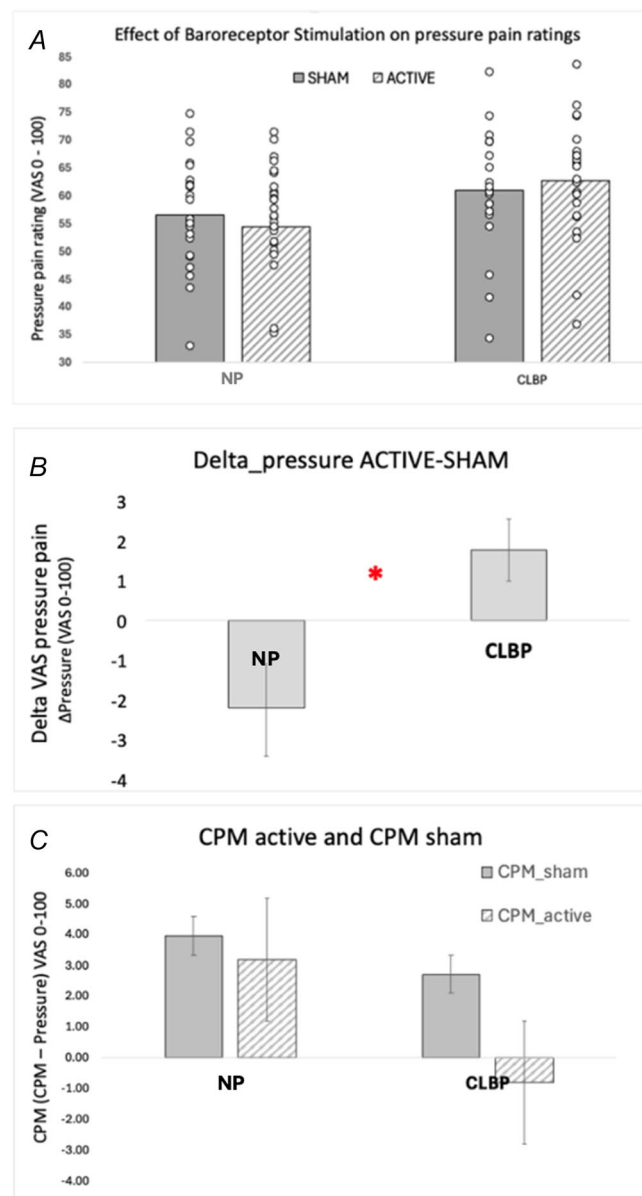 A
Effect of Baroreceptor Stimulation on pressure pain ratings
SHAM ACTIVE
Pressure pain rating (VAS 0 - 100)
85
80
75
70
65
60
55
50
45
40
35
30
NP CLBP
B
Delta_pressure ACTIVE-SHAM
Delta VAS pressure pain
ΔPressure (VAS 0-100)
3
2
1
0
-1
-2
-3
-4
*
NP
CLBP
C
CPM active and CPM sham
CPM_sham
CPM_active
CPM (CPM – Pressure) VAS 0-100
6.00
5.00
4.00
3.00
2.00
1.00
0.00
-1.00
-2.00
-3.00
-4.00
NP CLBP